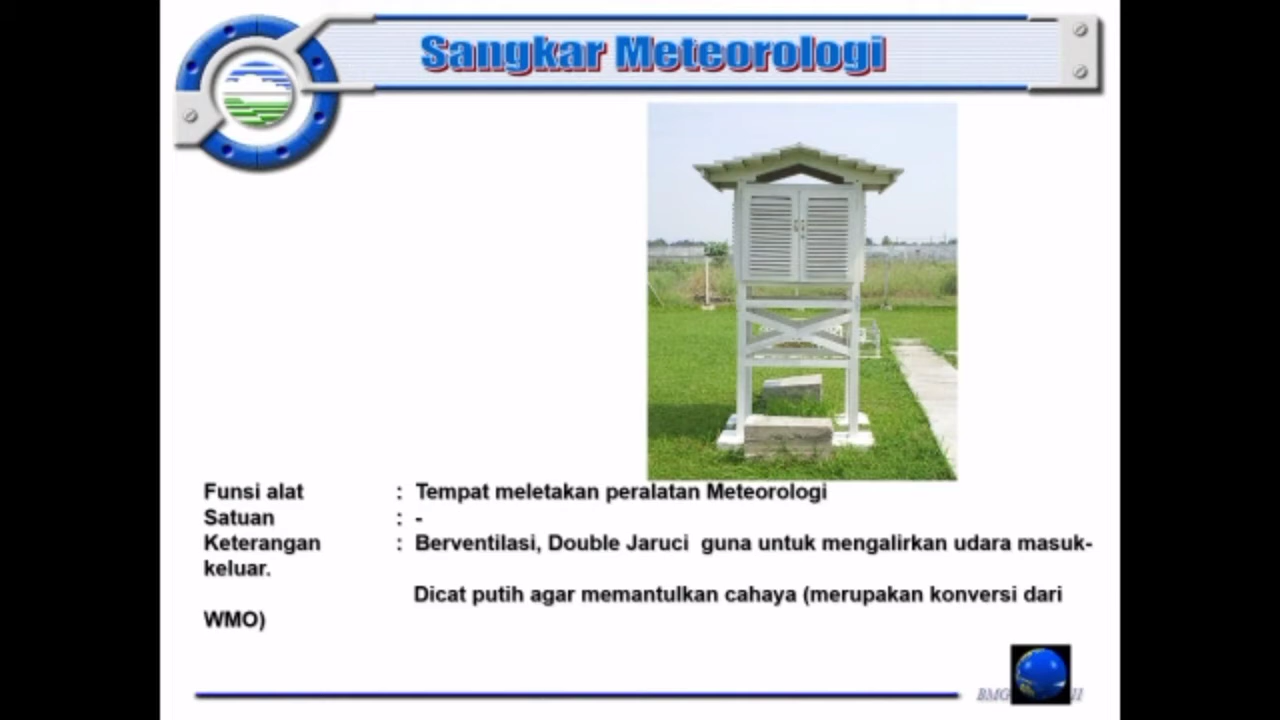 Sangkar Meteorologi
Funsi alat : Tempat meletakan peralatan Meteorologi
Satuan : -
Keterangan : Berventilasi, Double Jaruci guna untuk mengalirkan udara masuk-
keluar.
Dicat putih agar memantulkan cahaya (merupakan konversi dari
WMO)
BMG